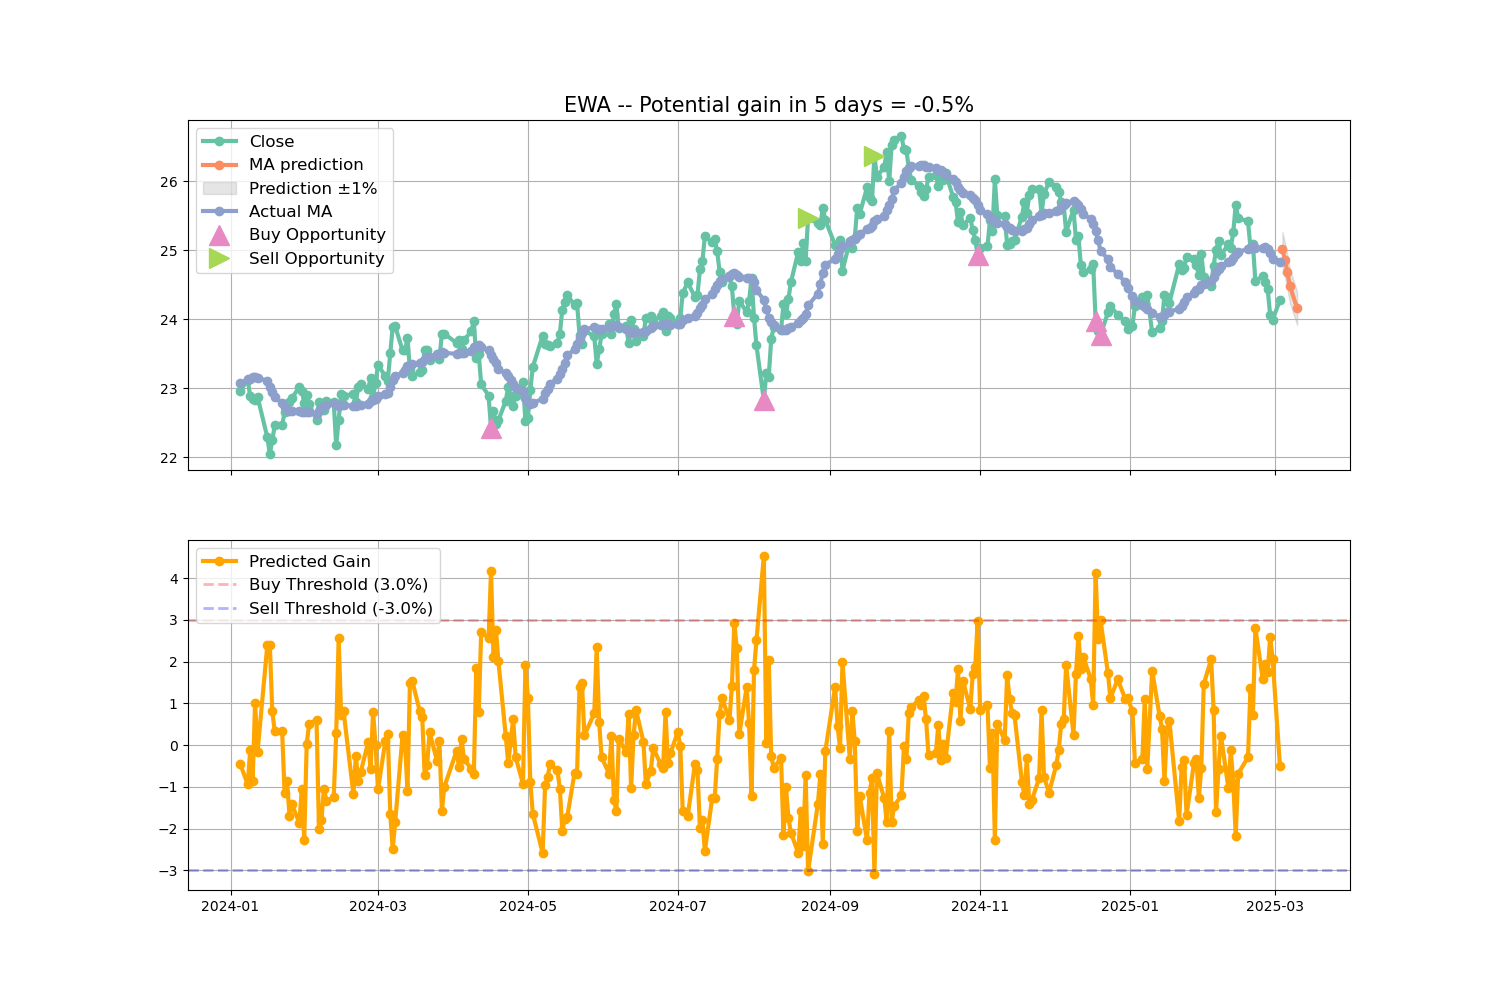 EWA -- Potential gain in 5 days = -0.5%
Close
MA prediction
Prediction ±1%
Actual MA
Buy Opportunity
Sell Opportunity
26
25
24
23
22
Predicted Gain
Buy Threshold (3.0%)
Sell Threshold (-3.0%)
4
3
2
1
0
−1
−2
−3
2024-01 2024-03 2024-05 2024-07 2024-09 2024-11 2025-01 2025-03